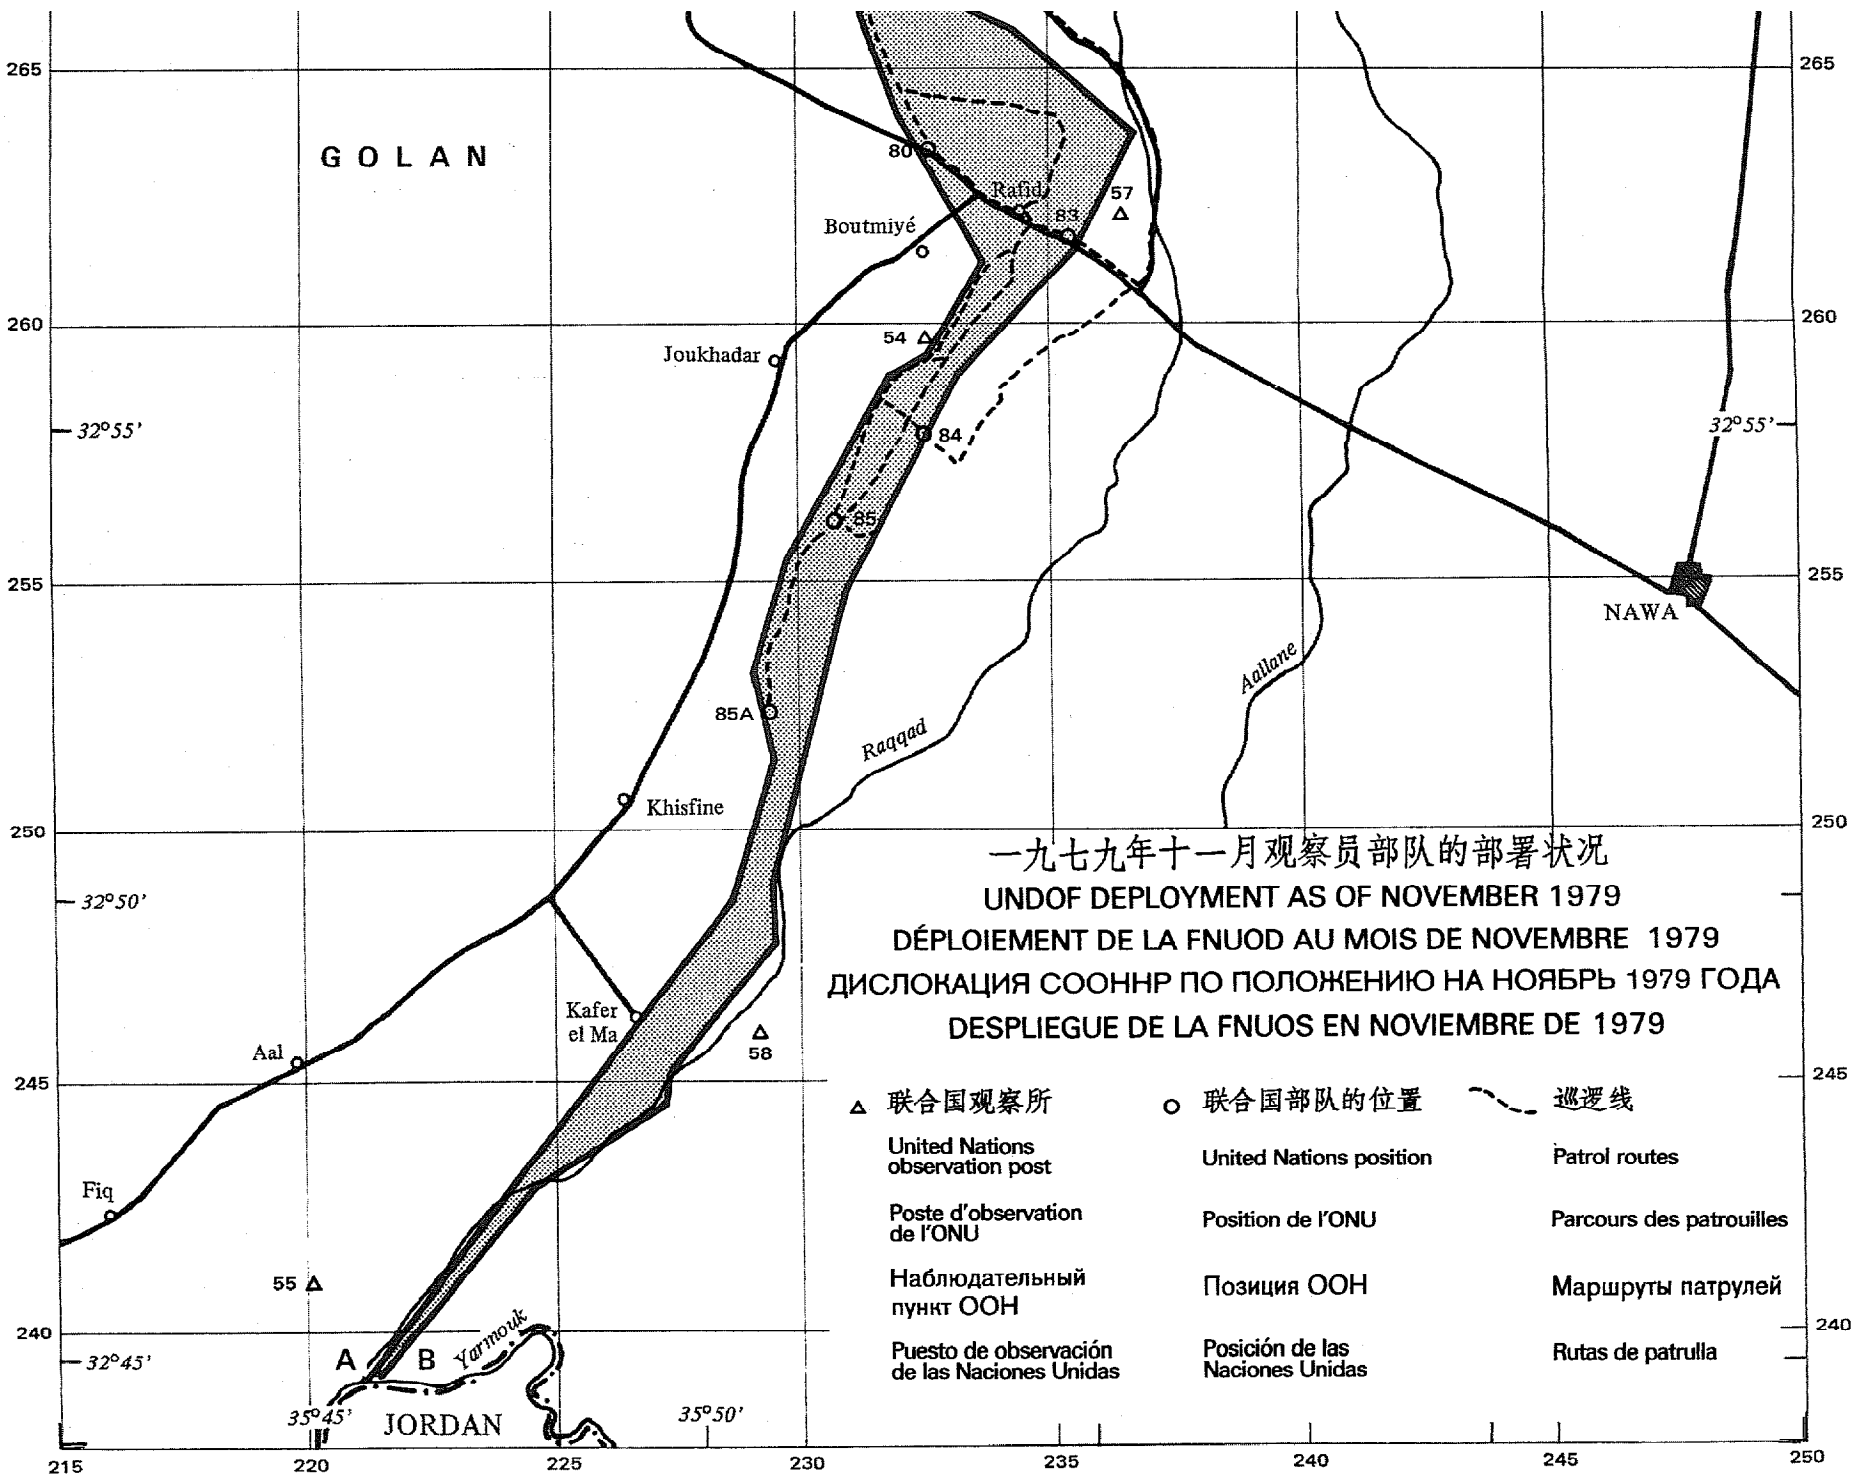 265
265
GOLAN
80
Rafid
57
83
Boutmiyé
260
54
260
Joukhadar
32°55'
84
32°55'
85
255
255
NAWA
Aallane
85A
Raqqad
Khisfine
250
250
一九七九年十一月观察员部队的部署状况
32°50'
UNDOF DEPLOYMENT AS OF NOVEMBER 1979
DÉPLOIEMENT DE LA FNUOD AU MOIS DE NOVEMBRE 1979
ДИСЛОКАЦИЯ СООННР ПО ПОЛОЖЕНИЮ НА НОЯБРЬ 1979 ГОДА
Kafer
el Ma
DESPLIEGUE DE LA FNUOS EN NOVIEMBRE DE 1979
58
Aal
245
245
联合国观察所
联合国部队的位置
巡逻线
United Nations
observation post
United Nations position
Patrol routes
Fiq
Poste d'observation
de l'ONU
Position de l'ONU
Parcours des patrouilles
55
Наблюдательный
пункт ООН
Позиция ООН
Маршруты патрулей
240
240
Yarmouk
A
B
32°45'
Puesto de observación
de las Naciones Unidas
Posición de las
Naciones Unidas
Rutas de patrulla
35°45'
JORDAN
35°50'
215
220
225
230
235
240
245
250